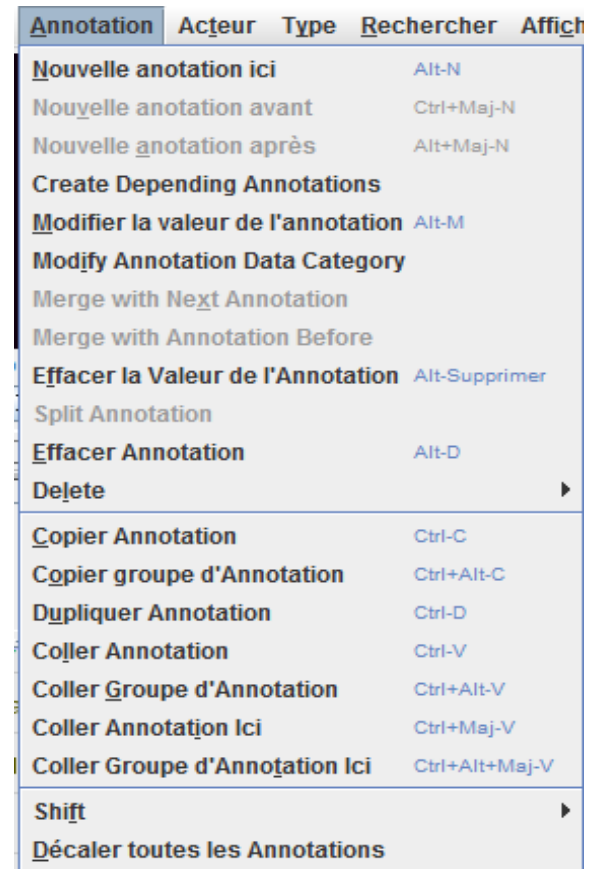 Annotation Acteur Type Rechercher Affich
Nouvelle anotation ici Alt-N
Nouvelle anotation avant Ctrl+Maj-N
Nouvelle anotation après Alt+Maj-N
Create Depending Annotations
Modifier la valeur de l'annotation Alt-M
Modify Annotation Data Category
Merge with Next Annotation
Merge with Annotation Before
Effacer la Valeur de l'Annotation Alt-Supprimer
Split Annotation
Effacer Annotation Alt-D
Delete
Copier Annotation Ctrl-C
Copier groupe d'Annotation Ctrl+Alt-C
Dupliquer Annotation Ctrl-D
Coller Annotation Ctrl-V
Coller Groupe d'Annotation Ctrl+Alt-V
Coller Annotation Ici Ctrl+Maj-V
Coller Groupe d'Annotation Ici Ctrl+Alt+Maj-V
Shift
Décaler toutes les Annotations